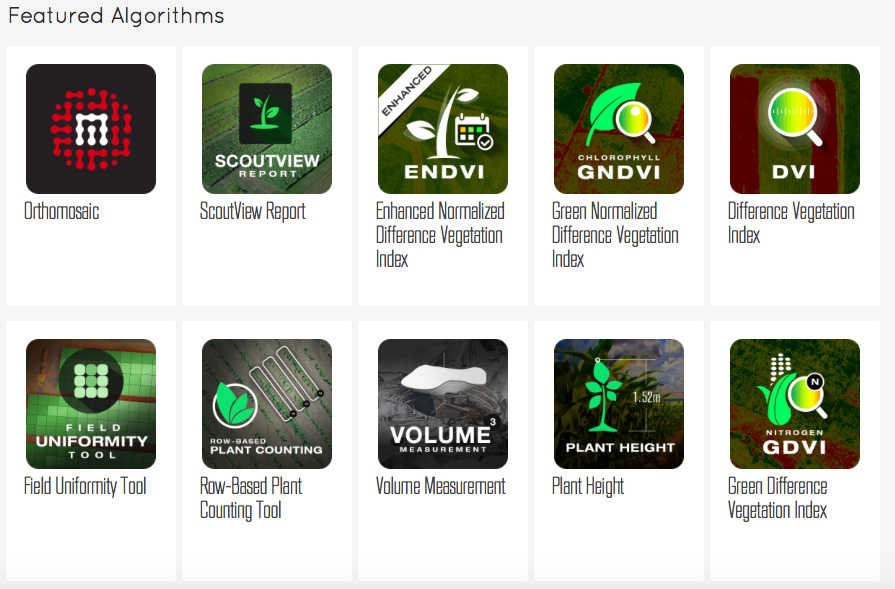 Featured Algorithms
Orthomosaic
SCOUTVIEW
REPORT
ScoutView Report
ENHANCED
ENDVI
Enhanced Normalized
Difference Vegetation
Index
CHLOROPHYLL
GNDVI
Green Normalized
Difference Vegetation
Index
DVI
Difference Vegetation
Index
FIELD
UNIFORMITY
TOOL
Field Uniformity Tool
ROW-BASED
PLANT COUNTING
Row-Based Plant
Counting Tool
VOLUME3
MEASUREMENT
Volume Measurement
1.52m
PLANT HEIGHT
Plant Height
N
NITROGEN
GDVI
Green Difference
Vegetation Index